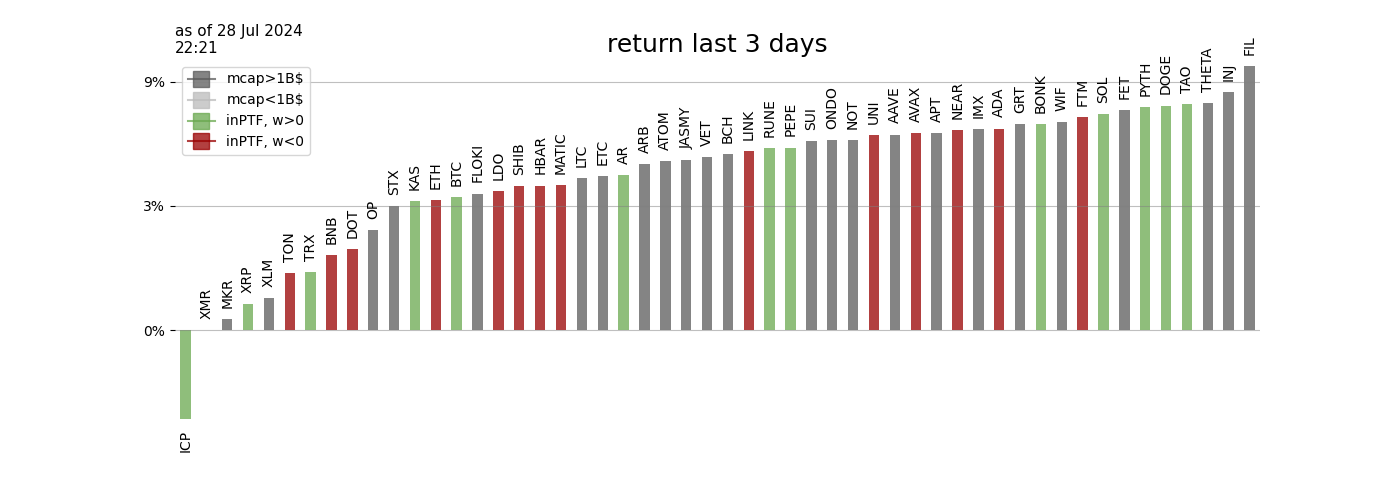 as of 28 Jul 2024
22:21
return last 3 days
mcap>1B$
mcap<1B$
inPTF, w>0
inPTF, w<0
9%
3%
0%
ICP
XMR
MKR
XRP
XLM
TON
TRX
BNB
DOT
OP
STX
KAS
ETH
BTC
FLOKI
LDO
SHIB
HBAR
MATIC
LTC
ETC
AR
ARB
ATOM
JASMY
VET
BCH
LINK
RUNE
PEPE
SUI
ONDO
NOT
UNI
AAVE
AVAX
APT
NEAR
IMX
ADA
GRT
BONK
WIF
FTM
SOL
FET
PYTH
DOGE
TAO
THETA
INJ
FIL